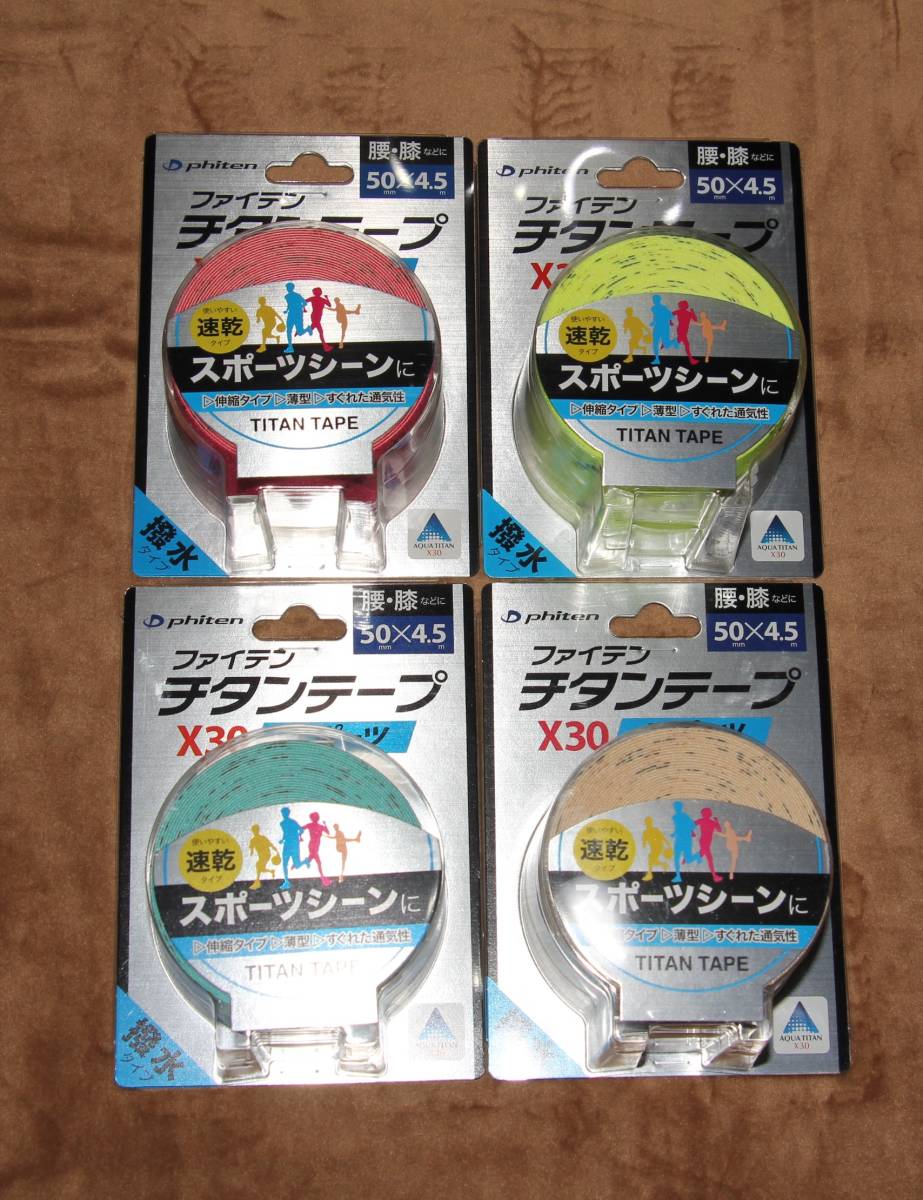 phiten
腰・膝などに
50mm×4.5m
ファイテン
チタンテープ
使いやすい
速乾
タイプ
スポーツシーンに
▷伸縮タイプ▷薄型▷すぐれた通気性
TITAN TAPE
撥水
タイプ
AQUA TITAN
X30
phiten
腰・膝などに
50mm×4.5m
ファイテン
チタンテープ
使いやすい
速乾
タイプ
スポーツシーンに
▷伸縮タイプ▷薄型▷すぐれた通気性
TITAN TAPE
撥水
タイプ
AQUA TITAN
X30
phiten
腰・膝などに
50mm×4.5m
ファイテン
チタンテープ
X30
使いやすい
速乾
タイプ
スポーツシーンに
▷伸縮タイプ▷薄型▷すぐれた通気性
TITAN TAPE
撥水
タイプ
AQUA TITAN
X30
phiten
腰・膝などに
50mm×4.5m
ファイテン
チタンテープ
X30
使いやすい
速乾
タイプ
スポーツシーンに
タイプ▷薄型▷すぐれた通気性
TITAN TAPE
AQUA TITAN
X30